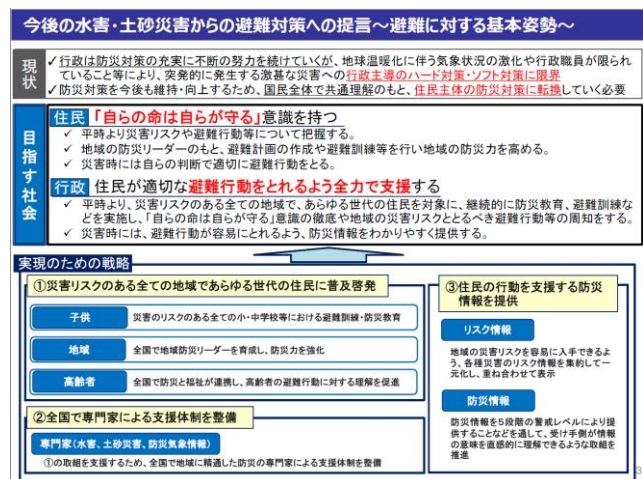 今後の水害・土砂災害からの避難対策への提言～避難に対する基本姿勢～
現状
✓行政は防災対策の充実に不断の努力を続けていくが、地球温暖化に伴う気象状況の激化や行政職員が限られ
ていること等により、突発的に発生する激甚な災害への行政主導のハード対策・ソフト対策に限界
✓防災対策を今後も維持・向上するため、国民全体で共通理解のもと、住民主体の防災対策に転換していく必要
目指す社会
住民 「自らの命は自らが守る」意識を持つ
✓ 平時より災害リスクや避難行動等について把握する。
✓ 地域の防災リーダーのもと、避難計画の作成や避難訓練等を行い地域の防災力を高める。
✓ 災害時には自らの判断で適切に避難行動をとる。
行政 住民が適切な避難行動をとれるよう全力で支援する
✓ 平時より、災害リスクのある全ての地域で、あらゆる世代の住民を対象に、継続的に防災教育、避難訓練な
どを実施し、「自らの命は自らが守る」意識の徹底や地域の災害リスクととるべき避難行動等の周知をする。
✓ 災害時には、避難行動が容易にとれるよう、防災情報をわかりやすく提供する。
実現のための戦略
①災害リスクのある全ての地域であらゆる世代の住民に普及啓発
子供 災害のリスクのある全ての小・中学校等における避難訓練・防災教育
地域 全国で地域防災リーダーを育成し、防災力を強化
高齢者 全国で防災と福祉が連携し、高齢者の避難行動に対する理解を促進
②全国で専門家による支援体制を整備
専門家(水害、土砂災害、防災気象情報)
①の取組を支援するため、全国で地域に精通した防災の専門家による支援体制を整備
③住民の行動を支援する防災
情報を提供
リスク情報
地域の災害リスクを容易に入手できるよ
う、各種災害のリスク情報を集約して一
元化し、重ね合わせて表示
防災情報
防災情報を5段階の警戒レベルにより提
供することなどを通して、受け手側が情報
の意味を直感的に理解できるような取組を
推進
3